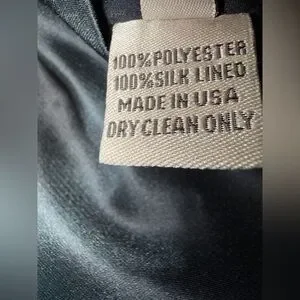 100% POLYESTER
100% SILK LINED
MADE IN USA
DRY CLEAN ONLY